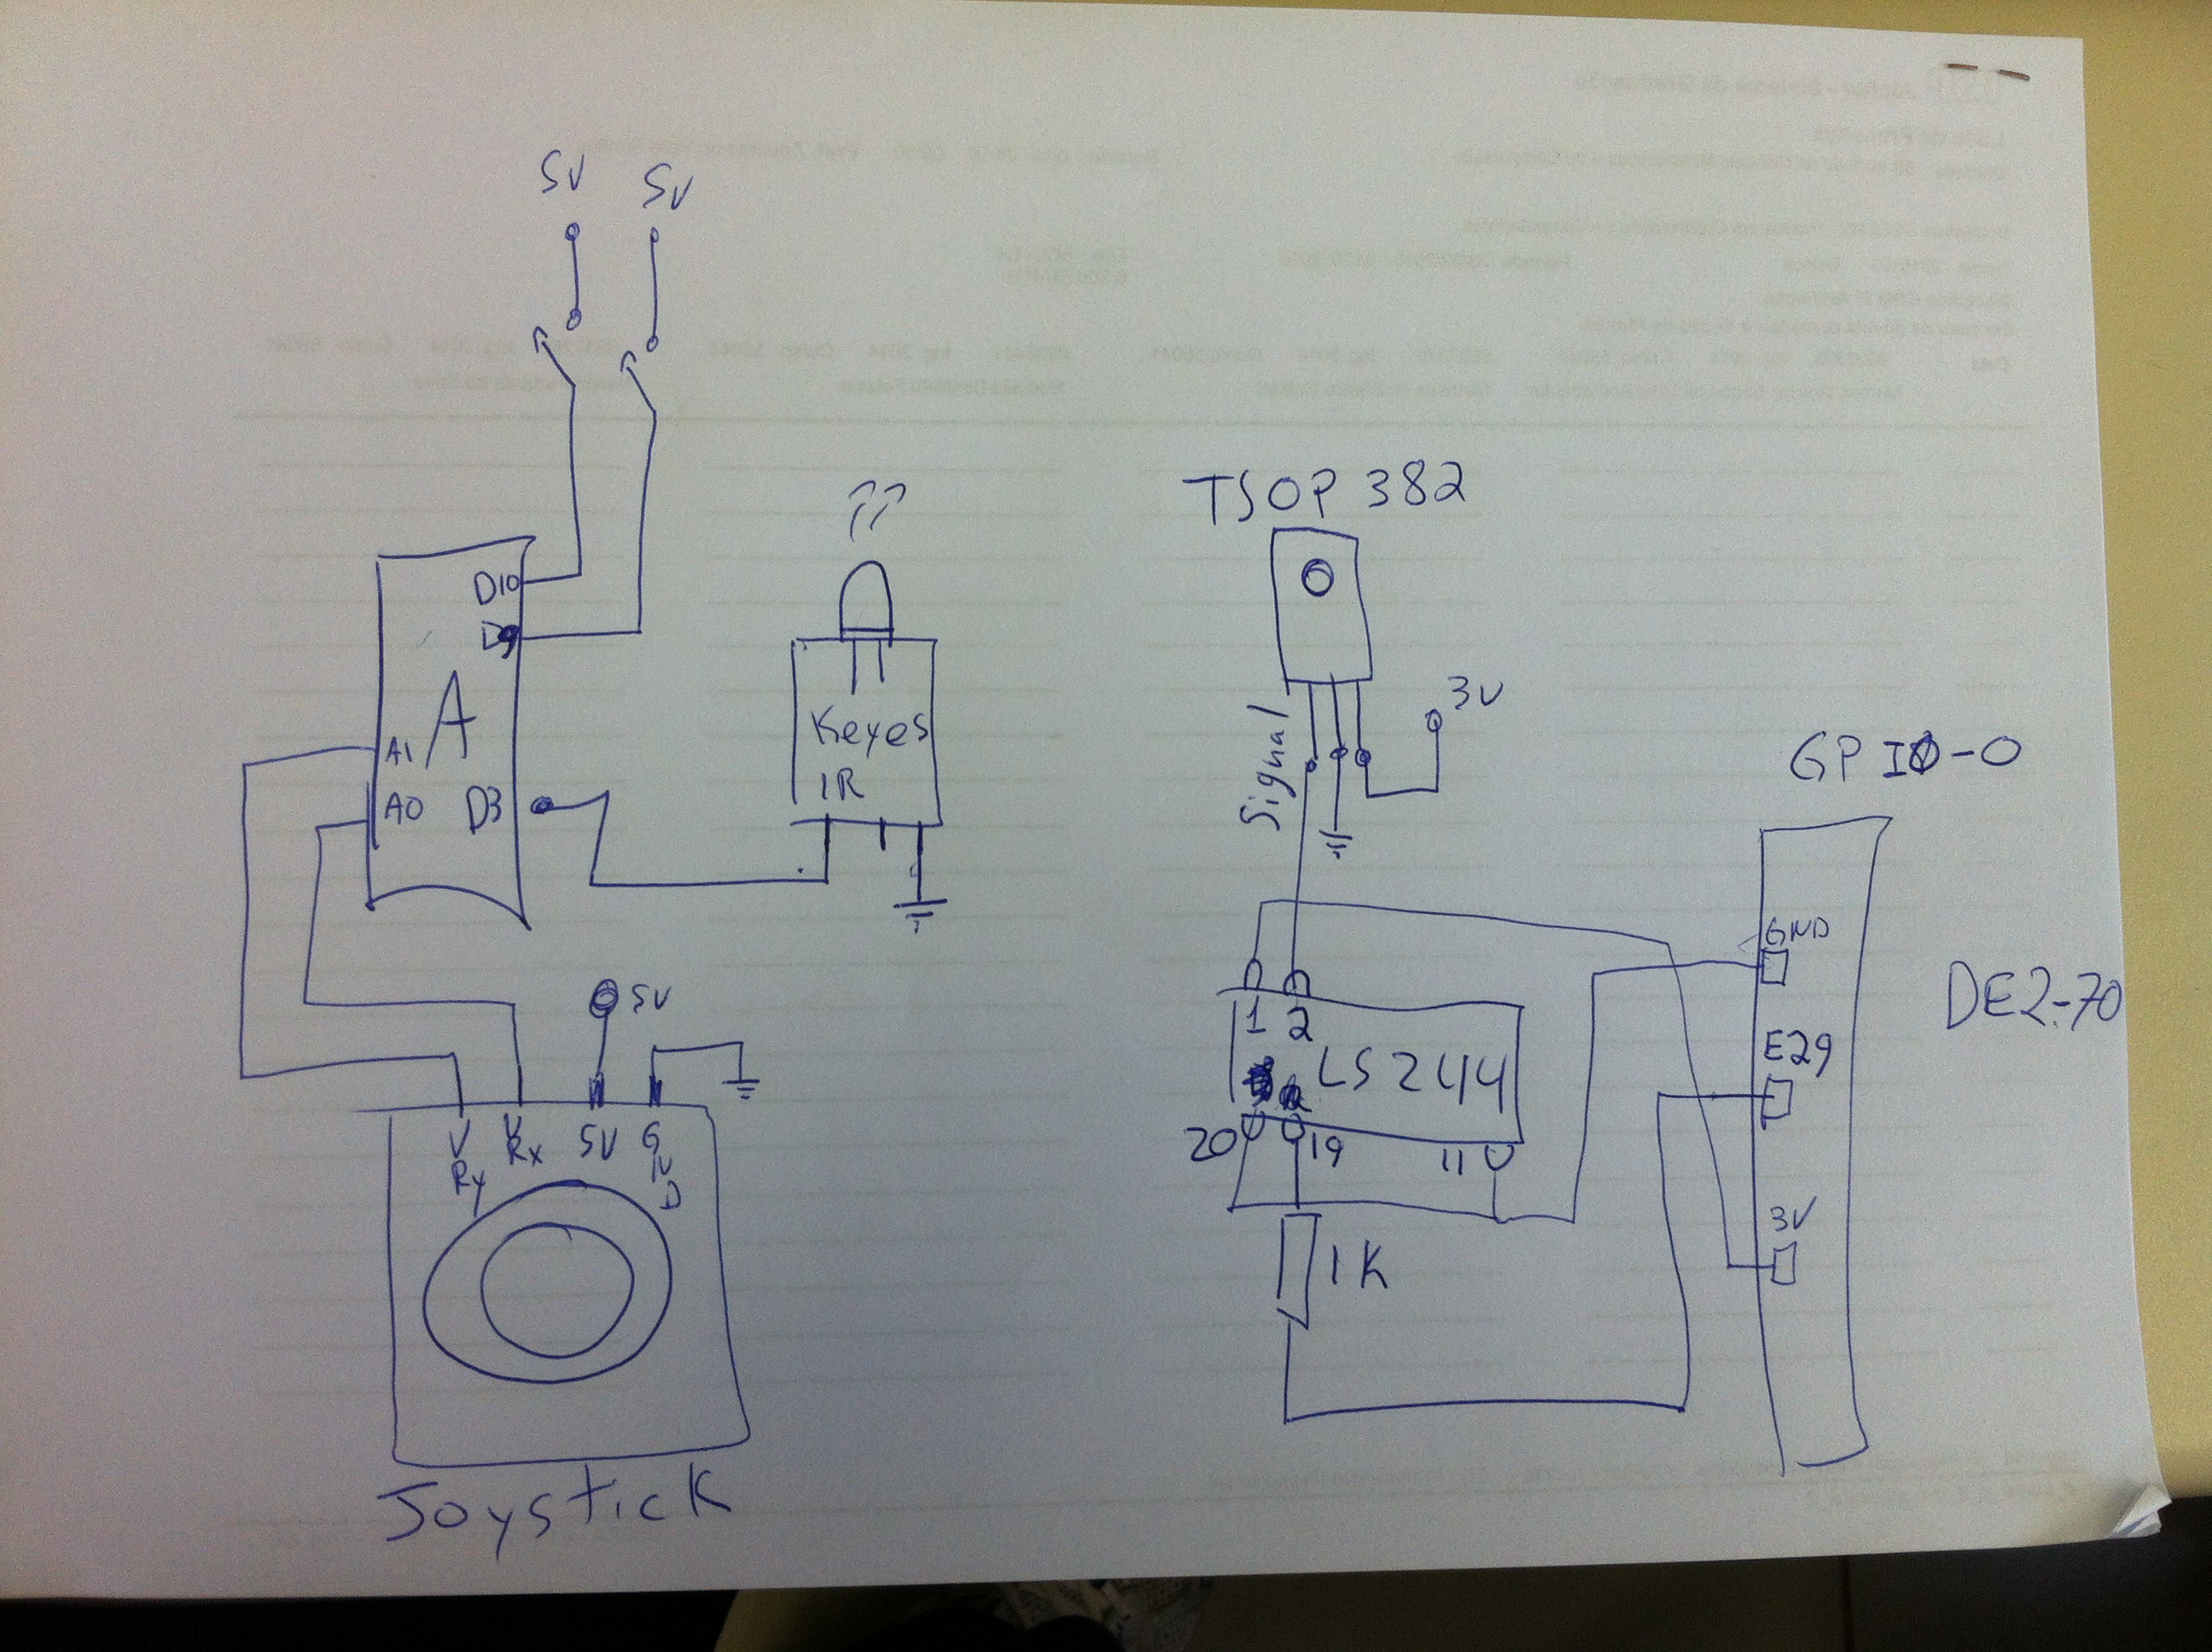 5V
5V
D10
A1
A
A0
D3
Keyes
IR
V
Ry
Rx
5V
G
N
D
5V
Joystick
TSOP 382
Signal
3V
1
2
LS244
20
19
11
1K
GPIO-0
GND
E29
3V
DE2-70